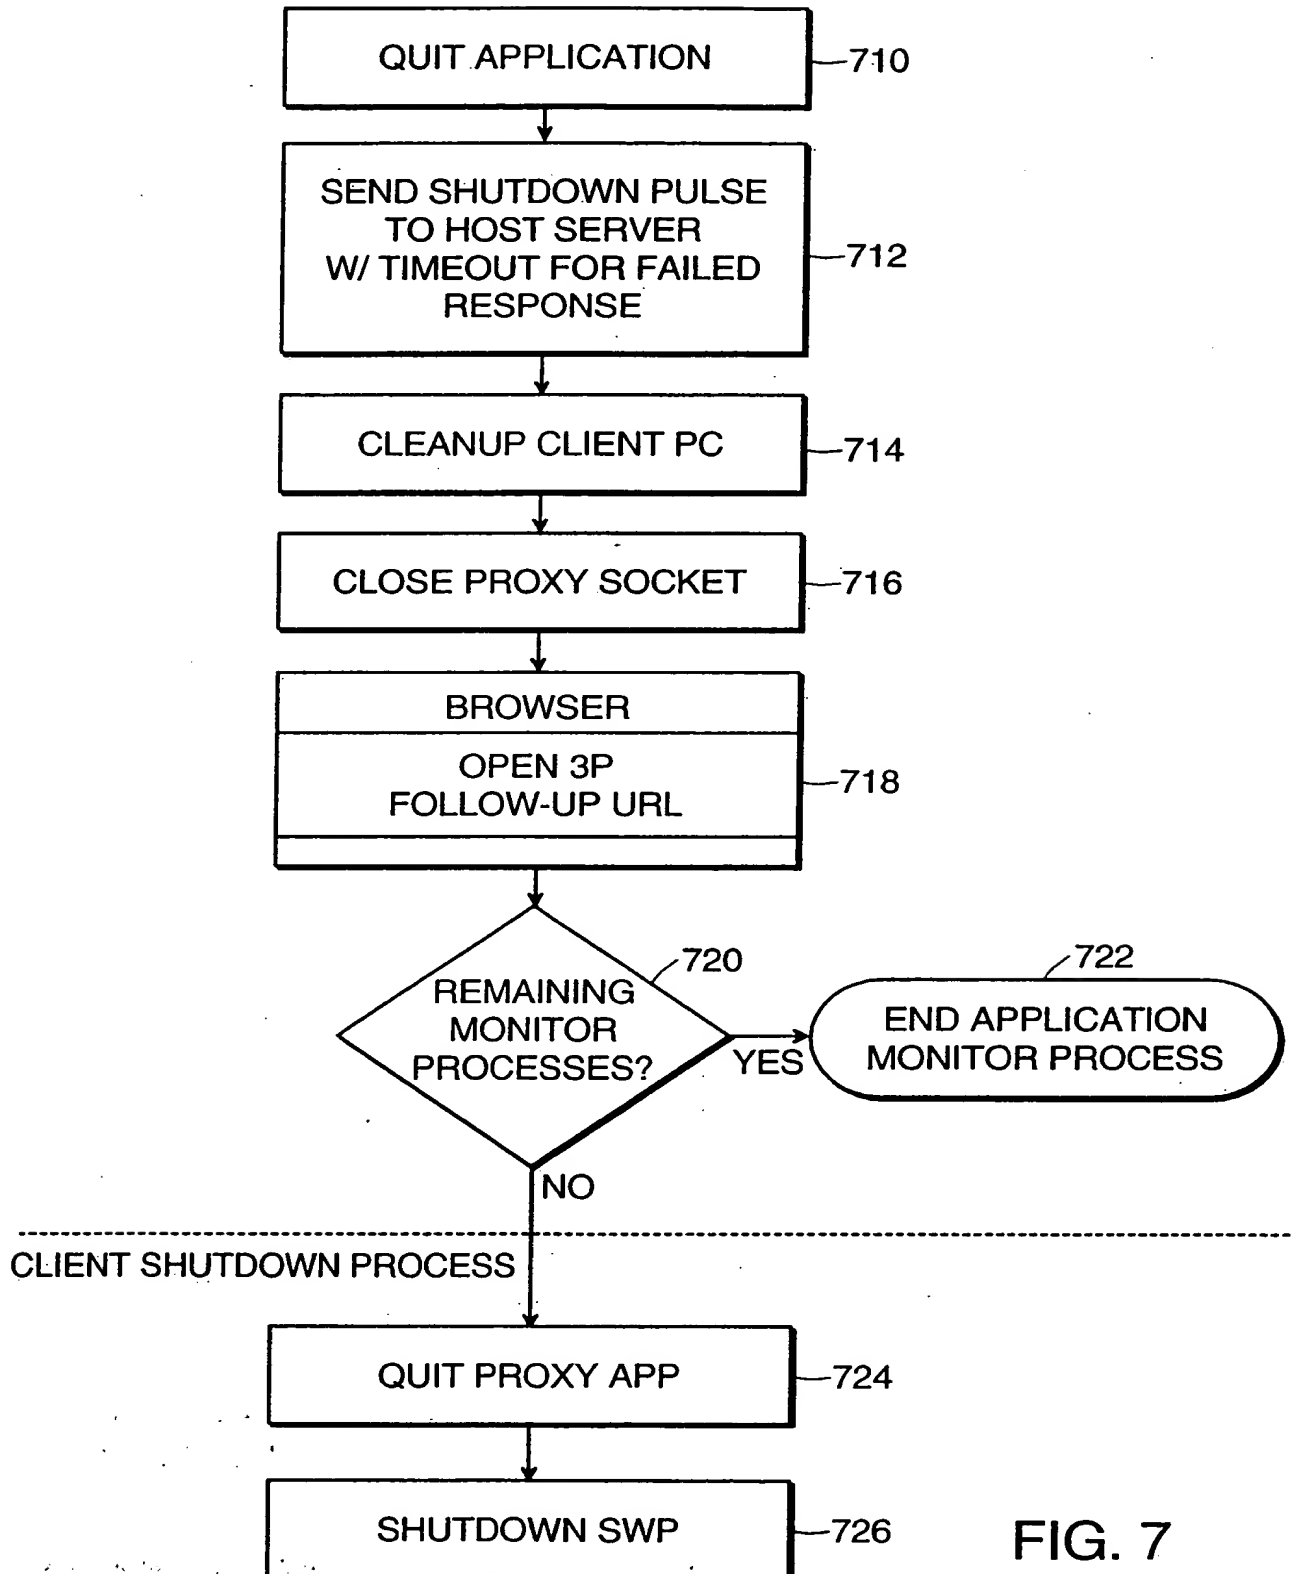 QUIT APPLICATION
710
SEND SHUTDOWN PULSE
TO HOST SERVER
W/ TIMEOUT FOR FAILED
RESPONSE
712
CLEANUP CLIENT PC
714
CLOSE PROXY SOCKET
716
BROWSER
OPEN 3P
FOLLOW-UP URL
718
REMAINING
MONITOR
PROCESSES?
720
YES
722
END APPLICATION
MONITOR PROCESS
NO
CLIENT SHUTDOWN PROCESS
QUIT PROXY APP
724
SHUTDOWN SWP
726
FIG. 7